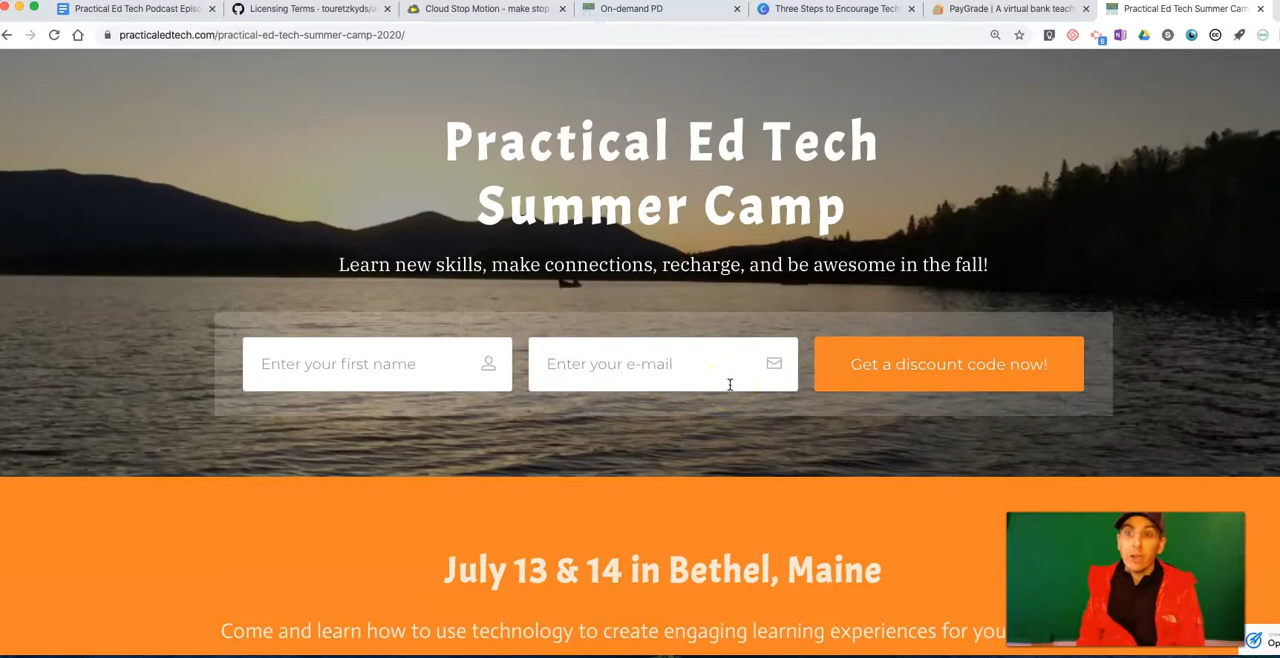 Practical Ed Tech Podcast Episo
Licensing Terms · touretzkyds/a
Cloud Stop Motion - make stop
On-demand PD
Three Steps to Encourage Tech
PayGrade | A virtual bank teach
Practical Ed Tech Summer Cam
practicaledtech.com/practical-ed-tech-summer-camp-2020/
Practical Ed Tech
Summer Camp
Learn new skills, make connections, recharge, and be awesome in the fall!
Enter your first name
Enter your e-mail
Get a discount code now!
July 13 & 14 in Bethel, Maine
Come and learn how to use technology to create engaging learning experiences for you
Op